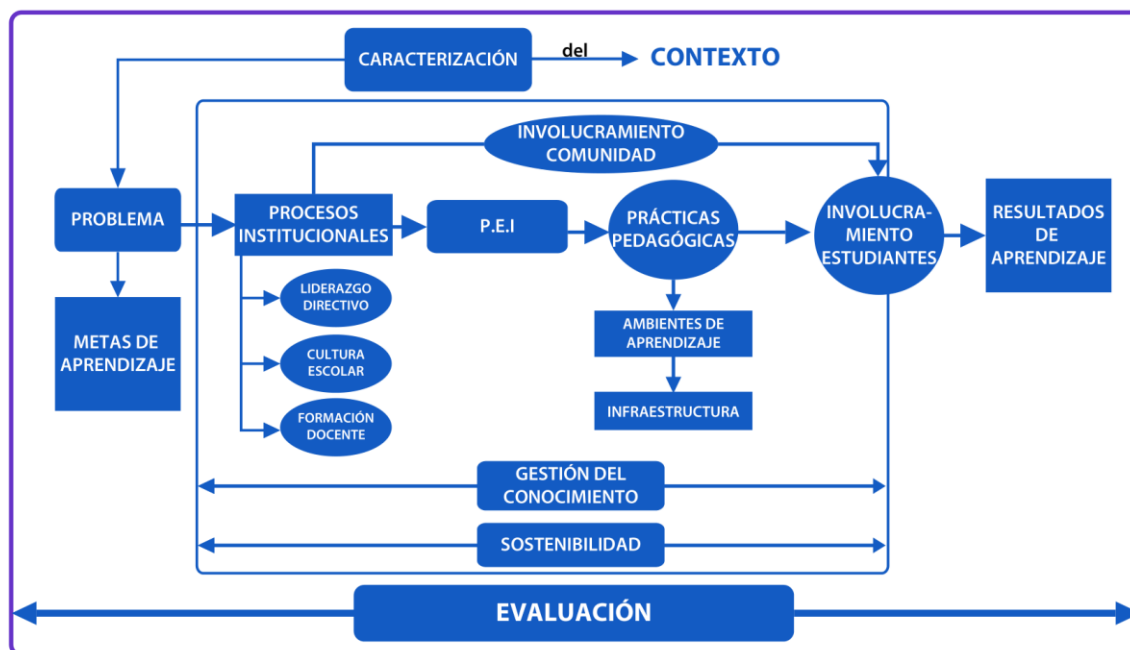 CARACTERIZACIÓN
del
CONTEXTO
INVOLUCRAMIENTO
COMUNIDAD
PROBLEMA
PROCESOS
INSTITUCIONALES
P.E.I
PRÁCTICAS
PEDAGÓGICAS
INVOLUCRA-
MIENTO
ESTUDIANTES
RESULTADOS
DE
APRENDIZAJE
METAS DE
APRENDIZAJE
LIDERAZGO
DIRECTIVO
CULTURA
ESCOLAR
FORMACIÓN
DOCENTE
AMBIENTES DE
APRENDIZAJE
INFRAESTRUCTURA
GESTIÓN DEL
CONOCIMIENTO
SOSTENIBILIDAD
EVALUACIÓN